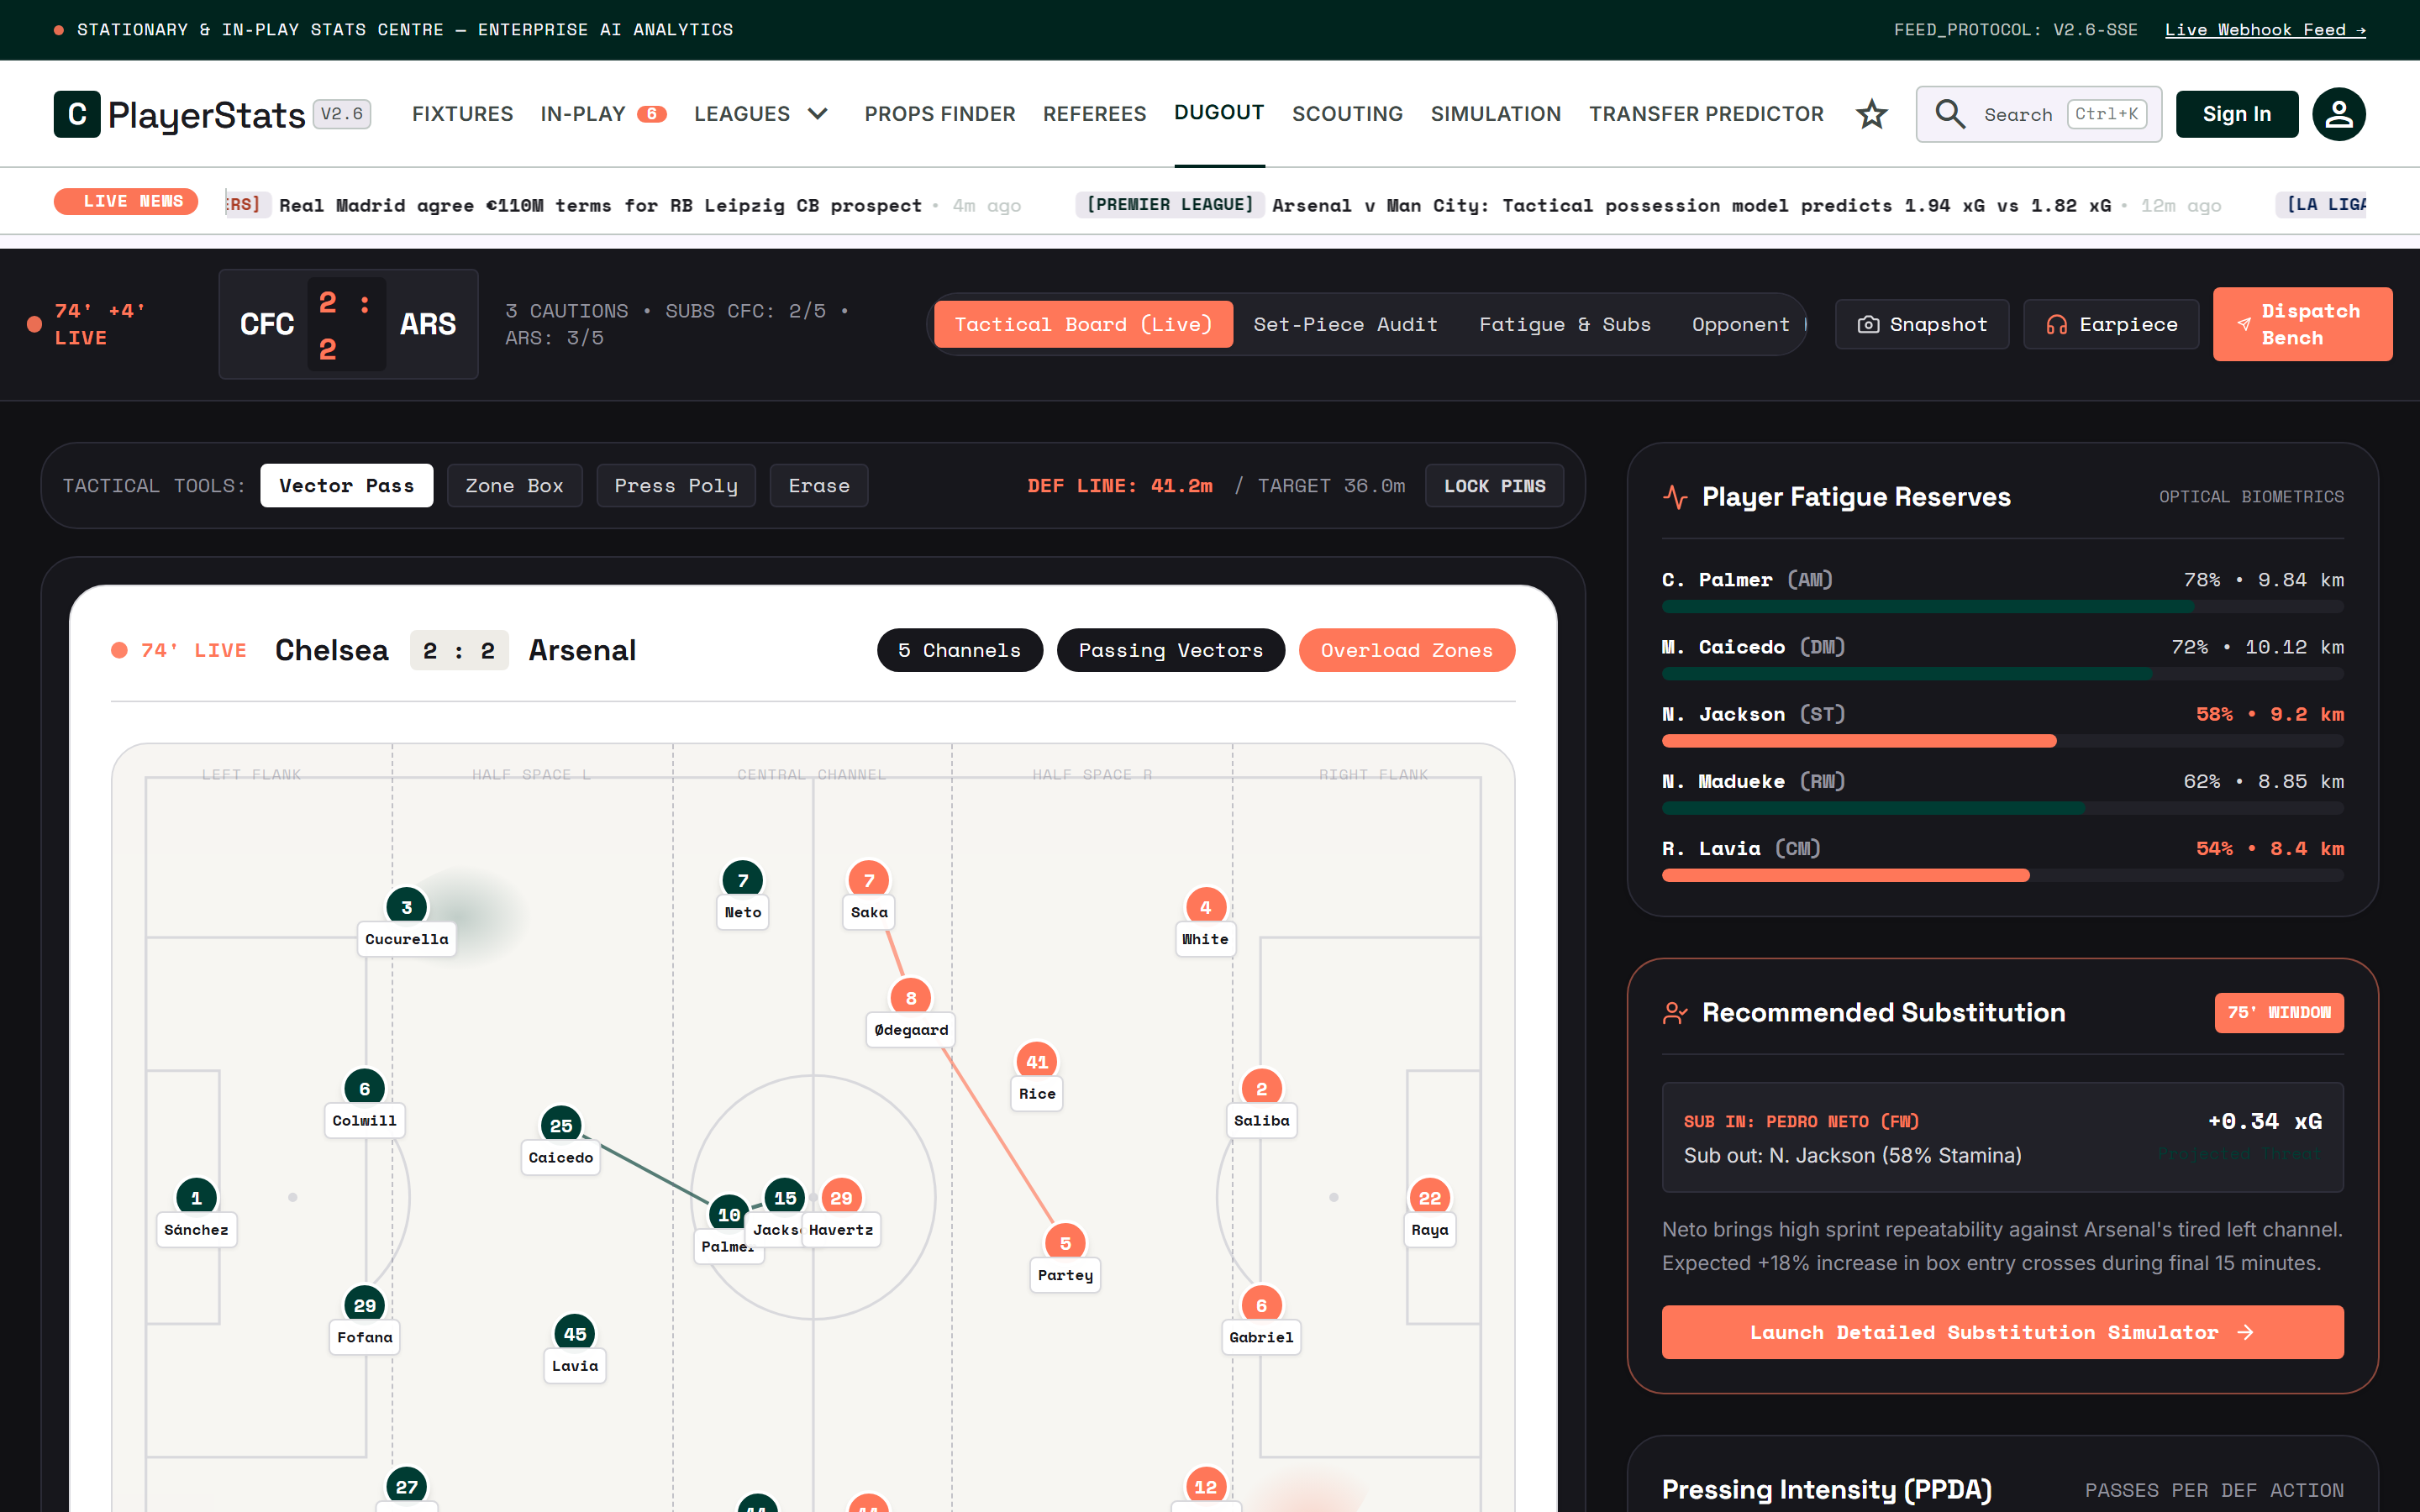 STATIONARY & IN-PLAY STATS CENTRE — ENTERPRISE AI ANALYTICS
FEED_PROTOCOL: V2.6-SSE
Live Webhook Feed →
C PlayerStats V2.6
FIXTURES
IN-PLAY 6
LEAGUES
PROPS FINDER
REFEREES
DUGOUT
SCOUTING
SIMULATION
TRANSFER PREDICTOR
Search Ctrl+K
Sign In
LIVE NEWS
RS] Real Madrid agree €110M terms for RB Leipzig CB prospect • 4m ago
[PREMIER LEAGUE] Arsenal v Man City: Tactical possession model predicts 1.94 xG vs 1.82 xG • 12m ago
[LA LIGA
74' +4'
LIVE
CFC
2 :
2
ARS
3 CAUTIONS • SUBS CFC: 2/5 •
ARS: 3/5
Tactical Board (Live)
Set-Piece Audit
Fatigue & Subs
Opponent
Snapshot
Earpiece
Dispatch
Bench
TACTICAL TOOLS:
Vector Pass
Zone Box
Press Poly
Erase
DEF LINE: 41.2m / TARGET 36.0m
LOCK PINS
74' LIVE
Chelsea 2 : 2 Arsenal
5 Channels
Passing Vectors
Overload Zones
LEFT FLANK
HALF SPACE L
CENTRAL CHANNEL
HALF SPACE R
RIGHT FLANK
7
Neto
7
Saka
3
Cucurella
4
White
8
Ødegaard
41
Rice
6
Colwill
2
Saliba
25
Caicedo
1
Sánchez
10
Palmer
15
Jacks
29
Havertz
22
Raya
5
Partey
29
Fofana
6
Gabriel
45
Lavia
27
12
11
11
Player Fatigue Reserves
OPTICAL BIOMETRICS
C. Palmer (AM)
78% • 9.84 km
M. Caicedo (DM)
72% • 10.12 km
N. Jackson (ST)
58% • 9.2 km
N. Madueke (RW)
62% • 8.85 km
R. Lavia (CM)
54% • 8.4 km
Recommended Substitution
75' WINDOW
SUB IN: PEDRO NETO (FW)
+0.34 xG
Sub out: N. Jackson (58% Stamina)
Projected Threat
Neto brings high sprint repeatability against Arsenal's tired left channel.
Expected +18% increase in box entry crosses during final 15 minutes.
Launch Detailed Substitution Simulator →
Pressing Intensity (PPDA)
PASSES PER DEF ACTION